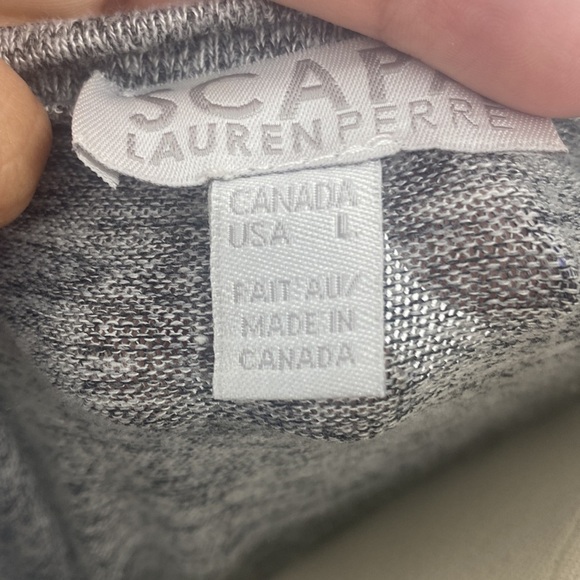 SCAPA
LAUREN PERRE
CANADA
USA L
FAIT AU/
MADE IN
CANADA